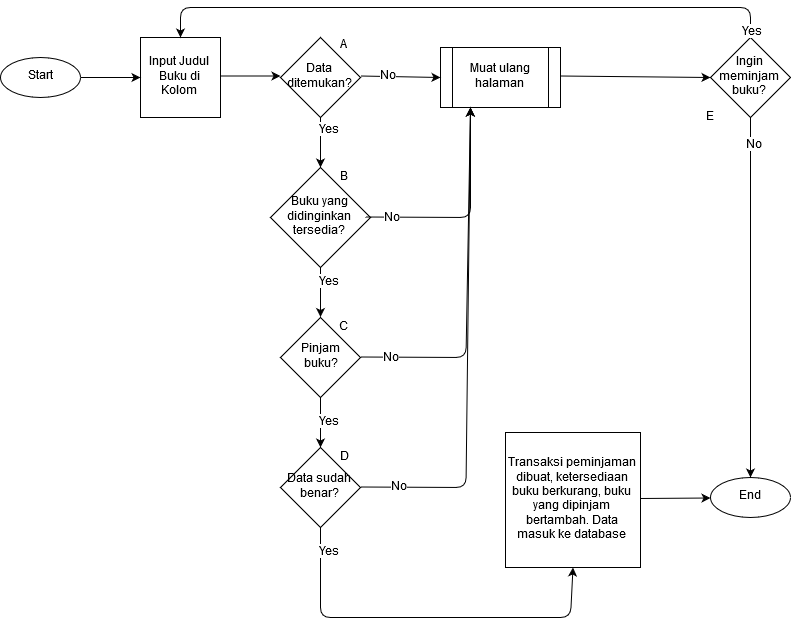 Yes
Start
Input Judul
Buku di
Kolom
A
Data
ditemukan?
No
Muat ulang
halaman
Ingin
meminjam
buku?
E
Yes
No
B
Buku yang
didinginkan
tersedia?
No
Yes
C
Pinjam
buku?
No
Yes
D
Data sudah
benar?
No
Yes
Transaksi peminjaman
dibuat, ketersediaan
buku berkurang, buku
yang dipinjam
bertambah. Data
masuk ke database
End